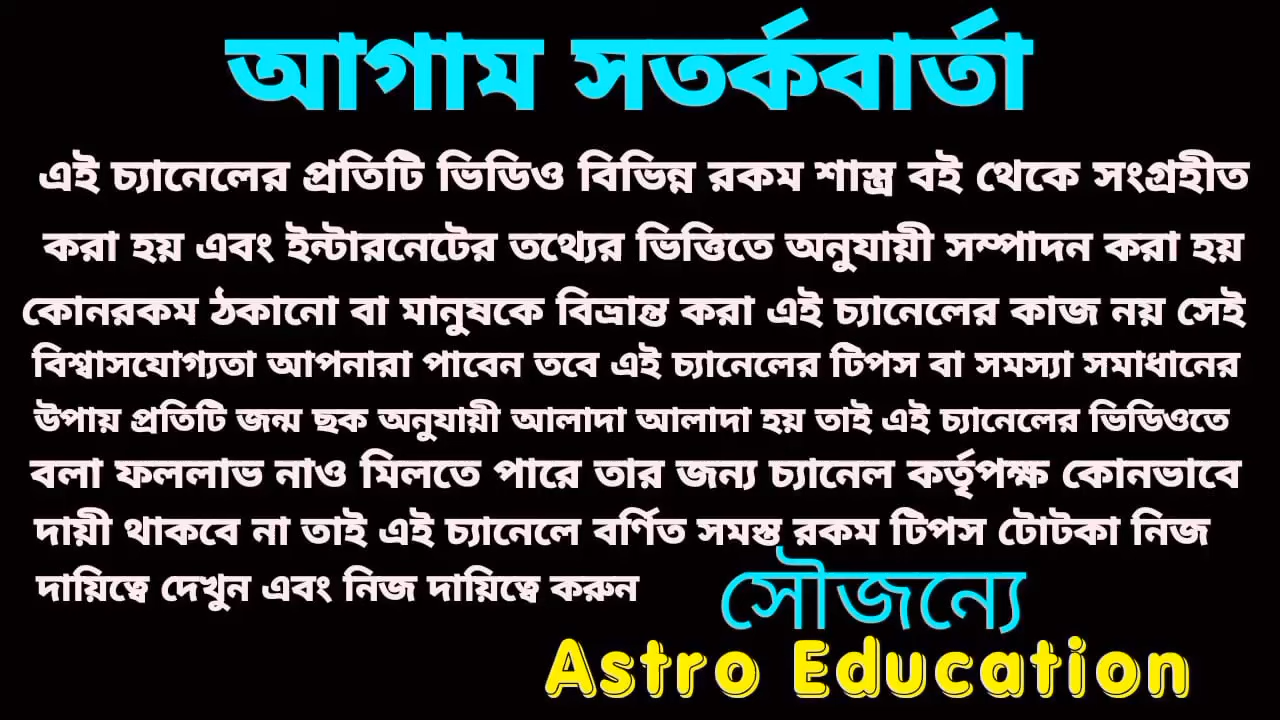 আগাম সতর্কবার্তা
এই চ্যানেলের প্রতিটি ভিডিও বিভিন্ন রকম শাস্ত্র বই থেকে সংগ্রহীত
করা হয় এবং ইন্টারনেটের তথ্যের ভিত্তিতে অনুযায়ী সম্পাদন করা হয়
কোনরকম ঠকানো বা মানুষকে বিভ্রান্ত করা এই চ্যানেলের কাজ নয় সেই
বিশ্বাসযোগ্যতা আপনারা পাবেন তবে এই চ্যানেলের টিপস বা সমস্যা সমাধানের
উপায় প্রতিটি জন্ম ছক অনুযায়ী আলাদা আলাদা হয় তাই এই চ্যানেলের ভিডিওতে
বলা ফললাভ নাও মিলতে পারে তার জন্য চ্যানেল কর্তৃপক্ষ কোনভাবে
দায়ী থাকবে না তাই এই চ্যানেলে বর্ণিত সমস্ত রকম টিপস টোটকা নিজ
দায়িত্বে দেখুন এবং নিজ দায়িত্বে করুন
সৌজন্যে
Astro Education